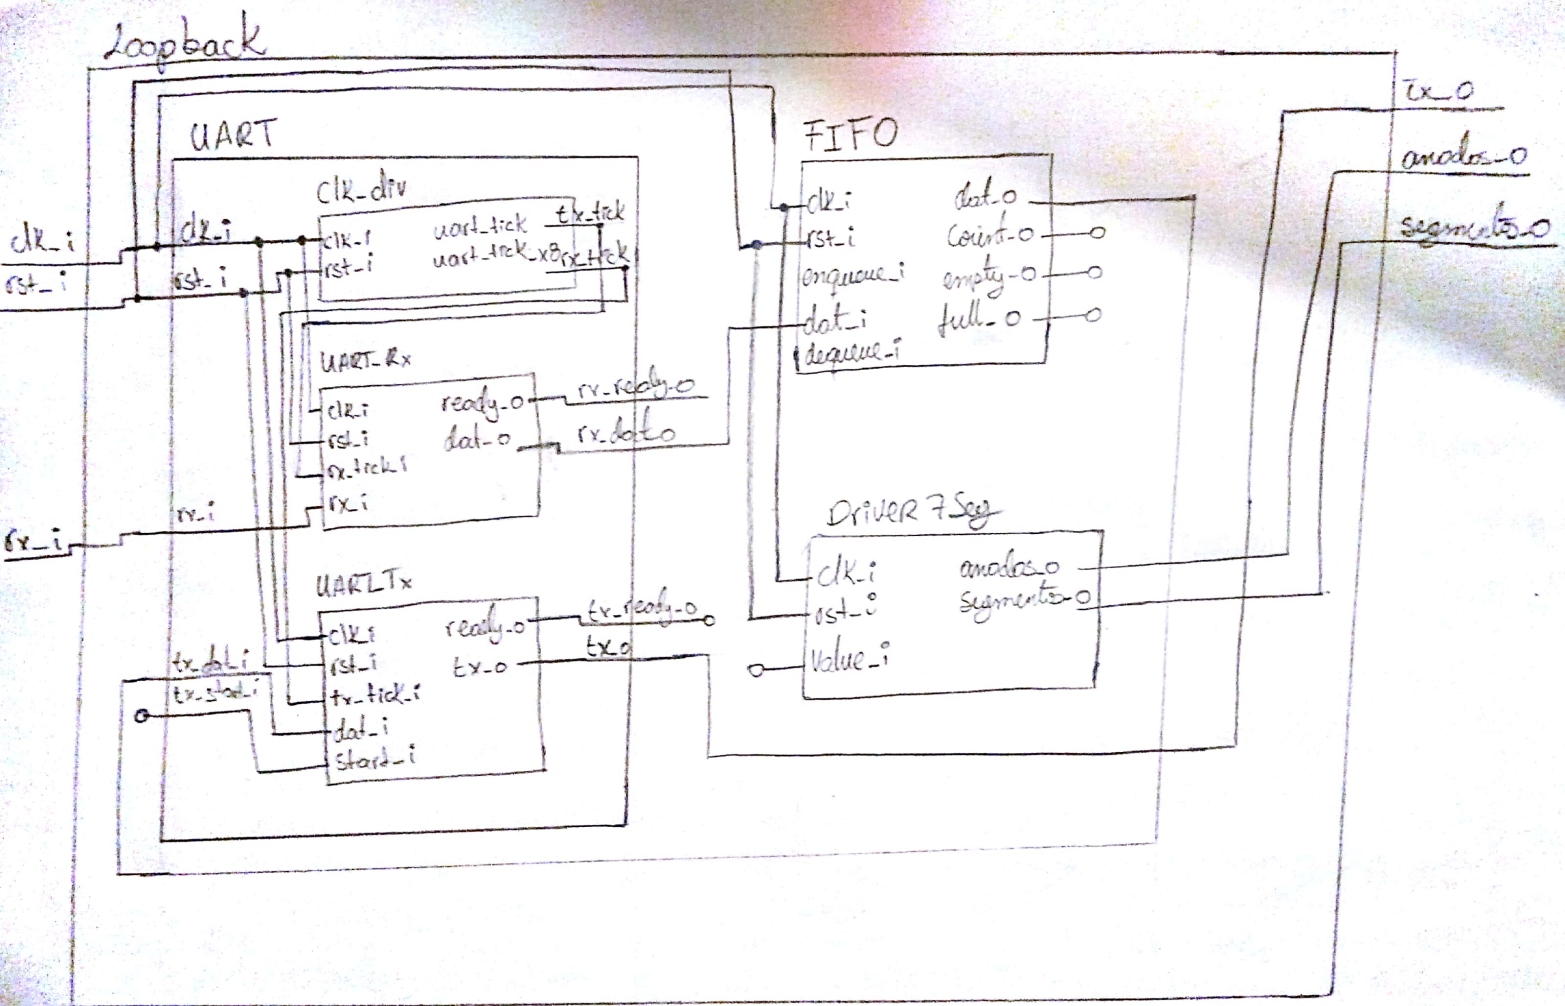 Loopback
tx_o
anodos_o
segmentos_o
clk_i
rst_i
rx_i
UART
clk_i
rst_i
Clk_div
clk_i
rst_i
uart_tick
uart_tick_x8
tx_tick
rx_tick
UART_Rx
clk_i
rst_i
rx_tick_i
rx_i
ready_o
dat_o
rx_ready_o
rx_dat_o
rx_i
UART_Tx
clk_i
rst_i
tx_tick_i
dat_i
start_i
ready_o
tx_o
tx_ready_o
tx_o
tx_dat_i
tx_start_i
FIFO
clk_i
rst_i
enqueue_i
dat_i
dequeue_i
dat_o
Count_o
empty_o
full_o
DRIVER 7Seg
clk_i
rst_i
Value_i
anodos_o
segmentos_o